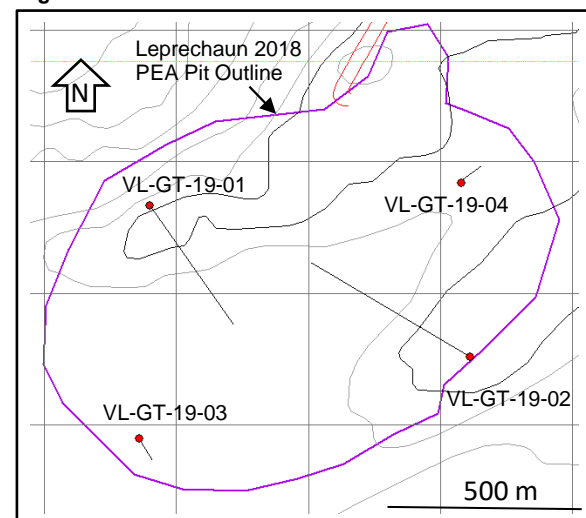 Leprechaun 2018
PEA Pit Outline
N
VL-GT-19-01
VL-GT-19-04
VL-GT-19-02
VL-GT-19-03
500 m